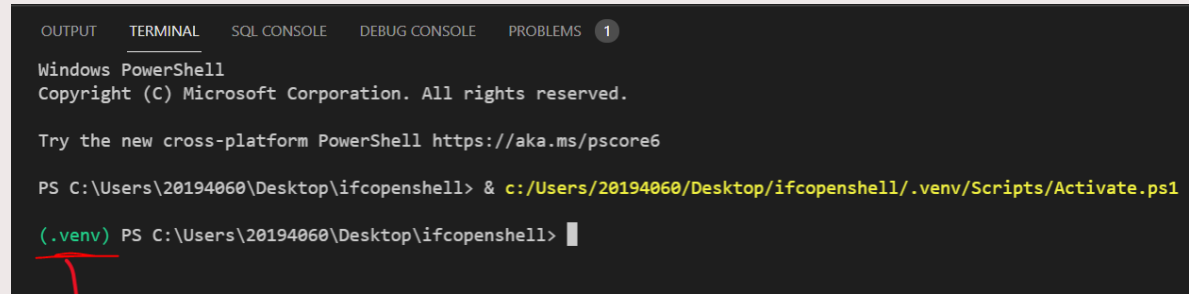 OUTPUT TERMINAL SQL CONSOLE DEBUG CONSOLE PROBLEMS 1
Windows PowerShell
Copyright (C) Microsoft Corporation. All rights reserved.
Try the new cross-platform PowerShell https://aka.ms/pscore6
PS C:\Users\20194060\Desktop\ifcopenshell> & c:/Users/20194060/Desktop/ifcopenshell/.venv/Scripts/Activate.ps1
(.venv) PS C:\Users\20194060\Desktop\ifcopenshell>